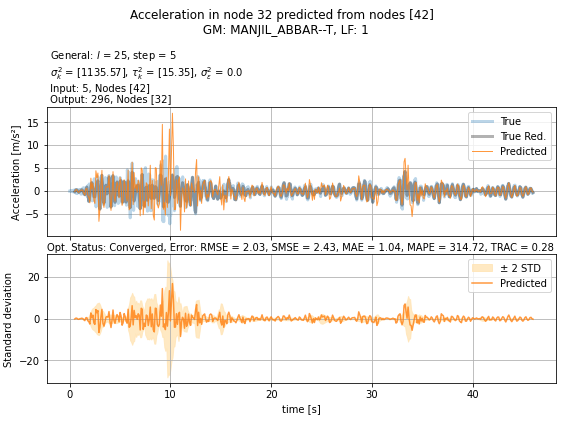 Acceleration in node 32 predicted from nodes [42]
GM: MANJIL_ABBAR--T, LF: 1
General: l = 25, step = 5
σ²ₖ = [1135.57], τ²ₖ = [15.35], σ²_ε = 0.0
Input: 5, Nodes [42]
Output: 296, Nodes [32]
Acceleration [m/s²]
15
10
5
0
−5
True
True Red.
Predicted
Opt. Status: Converged, Error: RMSE = 2.03, SMSE = 2.43, MAE = 1.04, MAPE = 314.72, TRAC = 0.28
Standard deviation
20
0
−20
± 2 STD
Predicted
0 10 20 30 40
time [s]